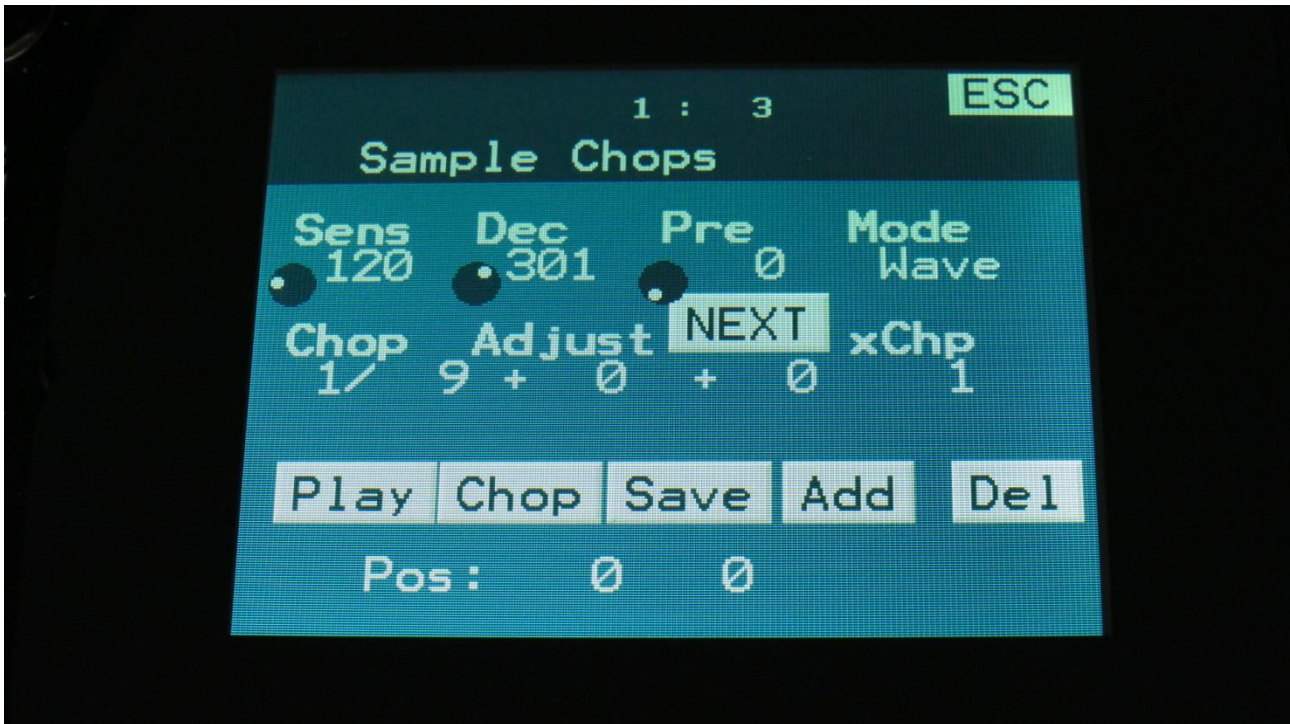 1 : 3 ESC
Sample Chops
Sens Dec Pre Mode
120 301 0 Wave
Chop Adjust NEXT xChp
1/ 9 + 0 + 0 1
Play Chop Save Add Del
Pos: 0 0